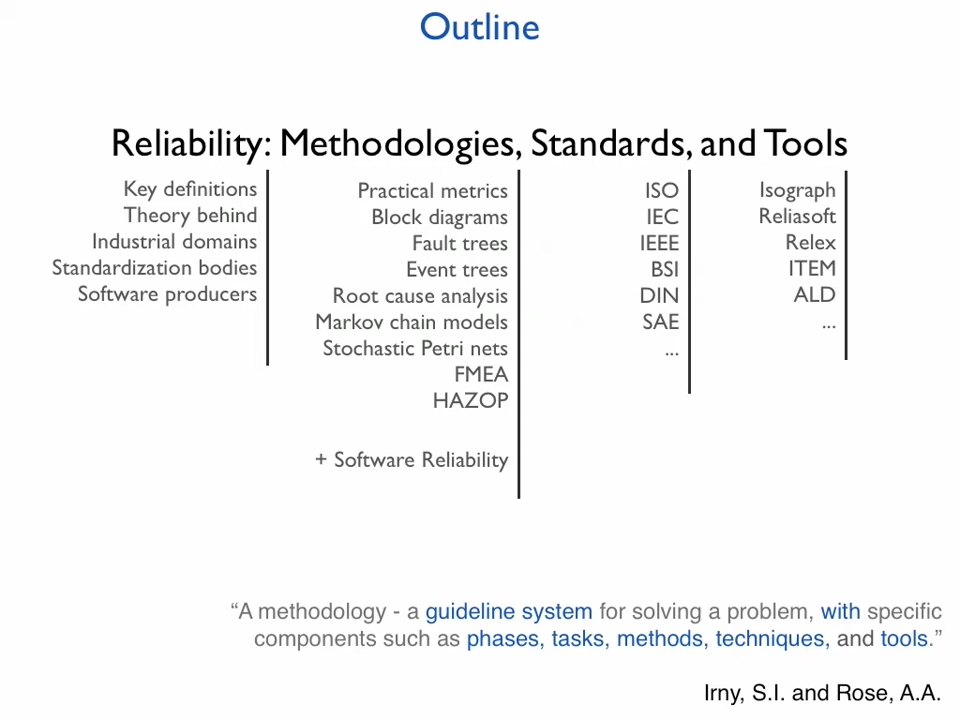 Outline
Reliability: Methodologies, Standards, and Tools
Key definitions
Theory behind
Industrial domains
Standardization bodies
Software producers
Practical metrics
Block diagrams
Fault trees
Event trees
Root cause analysis
Markov chain models
Stochastic Petri nets
FMEA
HAZOP
+ Software Reliability
ISO
IEC
IEEE
BSI
DIN
SAE
...
Isograph
Reliasoft
Relex
ITEM
ALD
...
“A methodology - a guideline system for solving a problem, with specific
components such as phases, tasks, methods, techniques, and tools.”
Irny, S.I. and Rose, A.A.